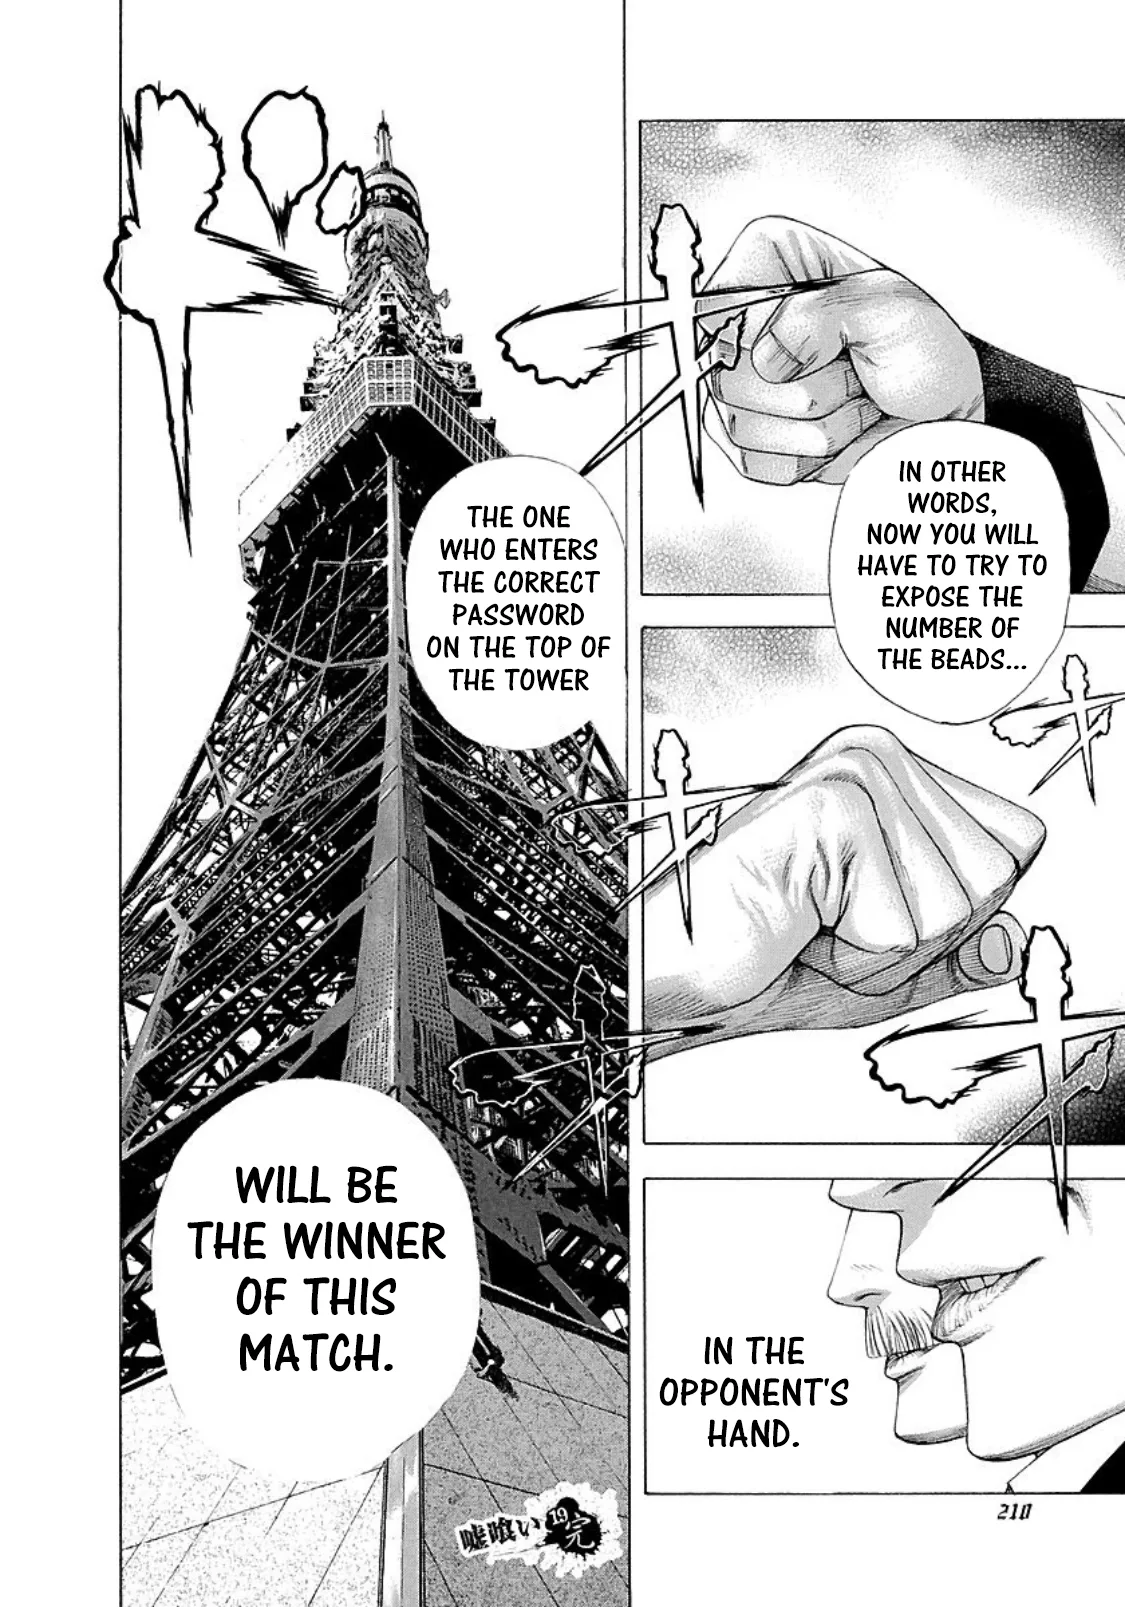 IN OTHER
WORDS,
NOW YOU WILL
HAVE TO TRY TO
EXPOSE THE
NUMBER OF
THE BEADS...
IN THE
OPPONENT'S
HAND.
THE ONE
WHO ENTERS
THE CORRECT
PASSWORD
ON THE TOP OF
THE TOWER
WILL BE
THE WINNER
OF THIS
MATCH.
嘘喰い 19 完
210